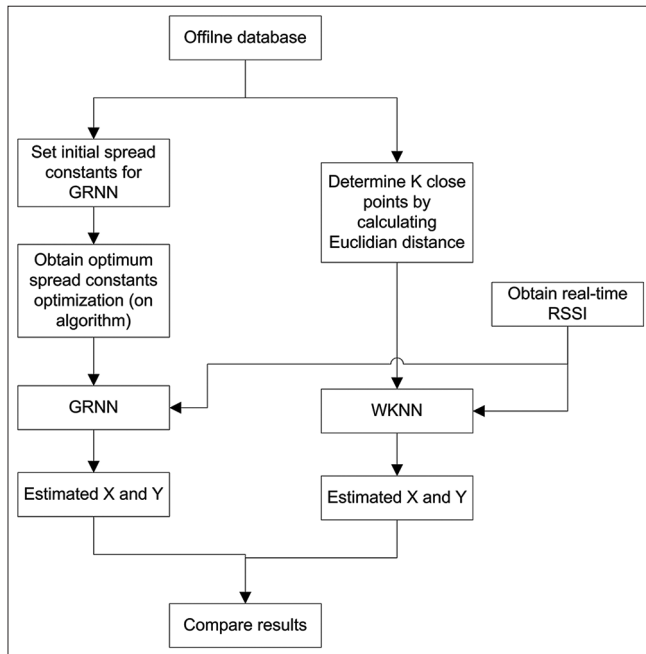 Offilne database
Set initial spread
constants for
GRNN
Determine K close
points by
calculating
Euclidian distance
Obtain optimum
spread constants
optimization (on
algorithm)
Obtain real-time
RSSI
GRNN
WKNN
Estimated X and Y
Estimated X and Y
Compare results